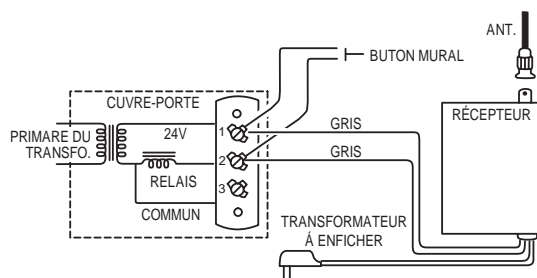 ANT.
BUTON MURAL
CUVRE-PORTE
RÉCEPTEUR
PRIMARE DU
TRANSFO.
24V
1
GRIS
2
GRIS
RELAIS
3
COMMUN
TRANSFORMATEUR
Á ENFICHER